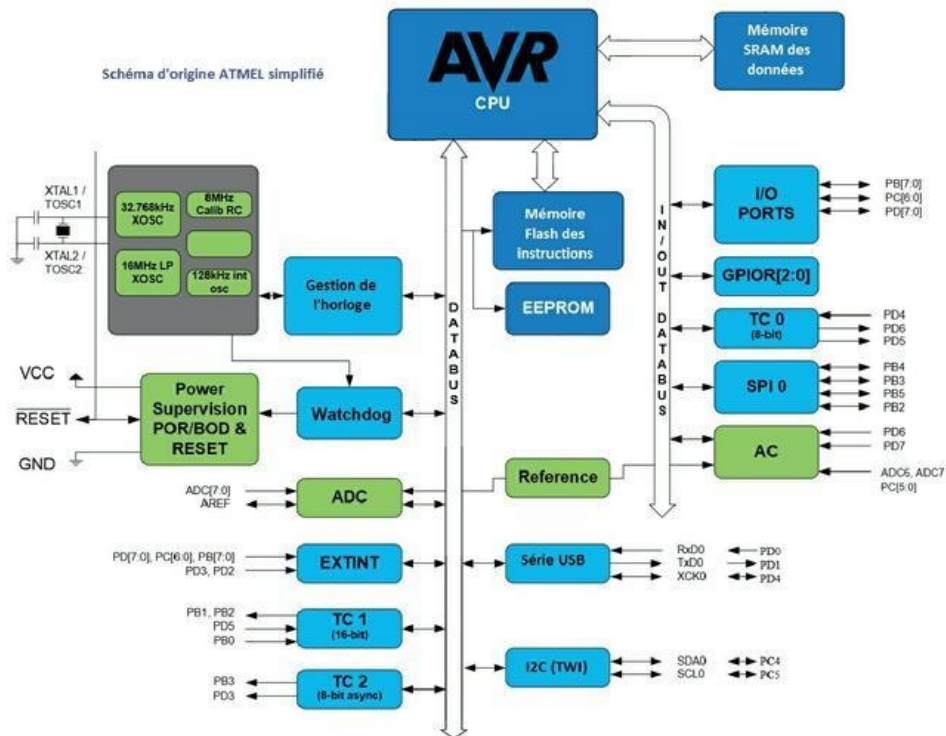 Schéma d'origine ATMEL simplifié
AVR
CPU
Mémoire
SRAM des
données
XTAL1 /
TOSC1
XTAL2 /
TOSC2
32.768kHz
XOSC
8MHz
Calib RC
16MHz LP
XOSC
128kHz int
osc
Gestion de
l'horloge
Mémoire
Flash des
instructions
EEPROM
DATABUS
IN/OUT DATABUS
I/O
PORTS
PB[7:0]
PC[6:0]
PD[7:0]
GPIOR[2:0]
TC 0
(8-bit)
PD4
PD6
PD5
SPI 0
PB4
PB3
PB5
PB2
AC
PD6
PD7
ADC6, ADC7
PC[5:0]
VCC
RESET
GND
Power
Supervision
POR/BOD &
RESET
Watchdog
ADC[7:0]
AREF
ADC
Reference
PD[7:0], PC[6:0], PB[7:0]
PD3, PD2
EXTINT
Série USB
RxD0 PD0
TxD0 PD1
XCK0 PD4
PB1, PB2
PD5
PB0
TC 1
(16-bit)
PB3
PD3
TC 2
(8-bit async)
I2C (TWI)
SDA0 PC4
SCL0 PC5